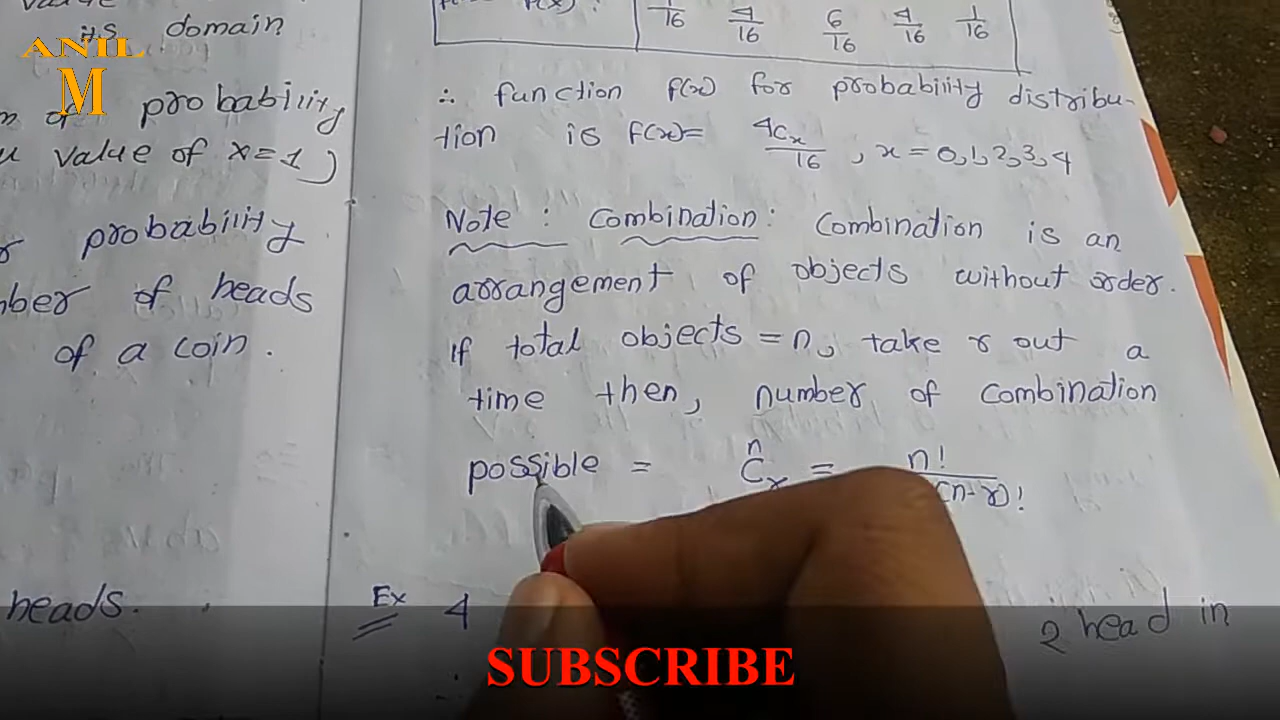 value
its domain
of probability
value of x=1)
probability
of heads
of a coin.
heads.
1/16 4/16 6/16 4/16 1/16
∴ function f(x) for probability distribu-
tion is f(x)= 4Cx/16 , x = 0,1,2,3,4
Note : Combination : Combination is an
arrangement of objects without order.
If total objects = n, take r out a
time then, number of combination
possible = nCr = n!/(n-r)!
Ex 4
2 head in
ANIL
M
SUBSCRIBE